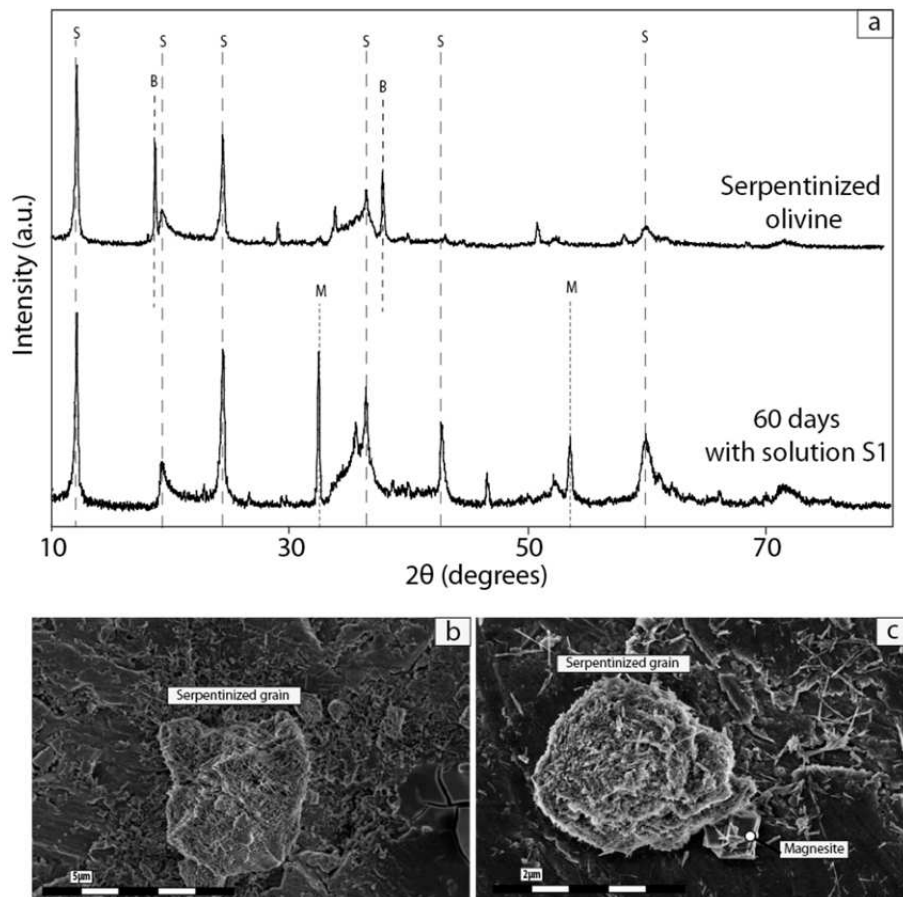 a
S S S S S S
B B
Serpentinized
olivine
M M
60 days
with solution S1
Intensity (a.u.)
10 30 50 70
2θ (degrees)
b
Serpentinized grain
5µm
c
Serpentinized grain
Magnesite
2µm